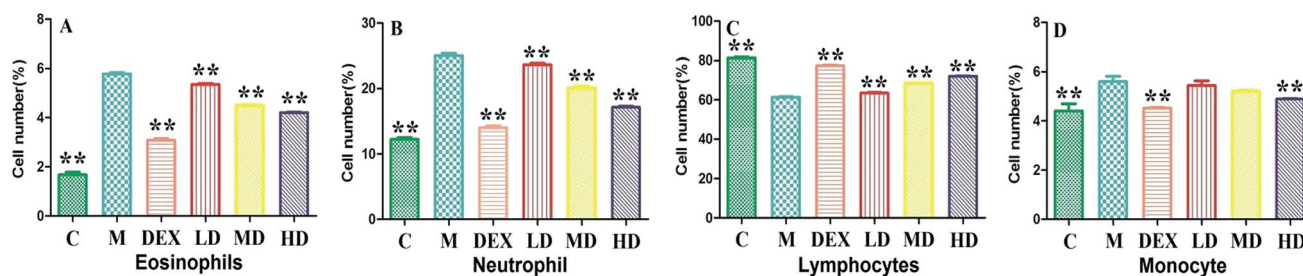 A
Cell number(%)
8
6
4
2
0
**
**
**
**
**
C M DEX LD MD HD
Eosinophils
B
Cell number(%)
30
20
10
0
**
**
**
**
**
C M DEX LD MD HD
Neutrophil
C
Cell number(%)
100
80
60
40
20
0
**
**
**
**
**
C M DEX LD MD HD
Lymphocytes
D
Cell number(%)
8
6
4
2
0
**
**
**
C M DEX LD MD HD
Monocyte